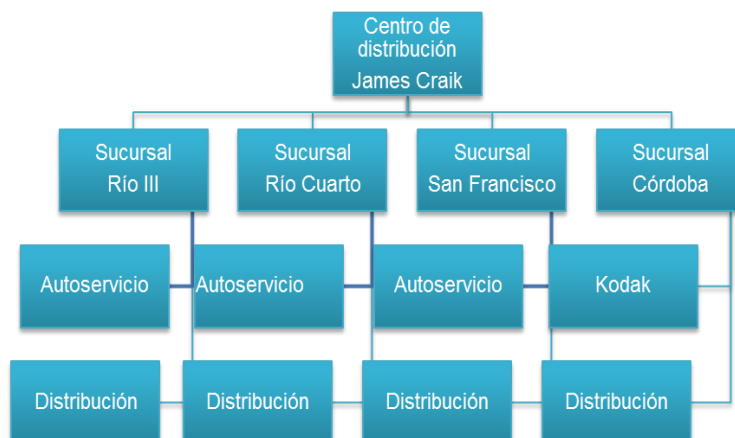 Centro de
distribución
James Craik
Sucursal
Río III
Sucursal
Río Cuarto
Sucursal
San Francisco
Sucursal
Córdoba
Autoservicio
Autoservicio
Autoservicio
Kodak
Distribución
Distribución
Distribución
Distribución